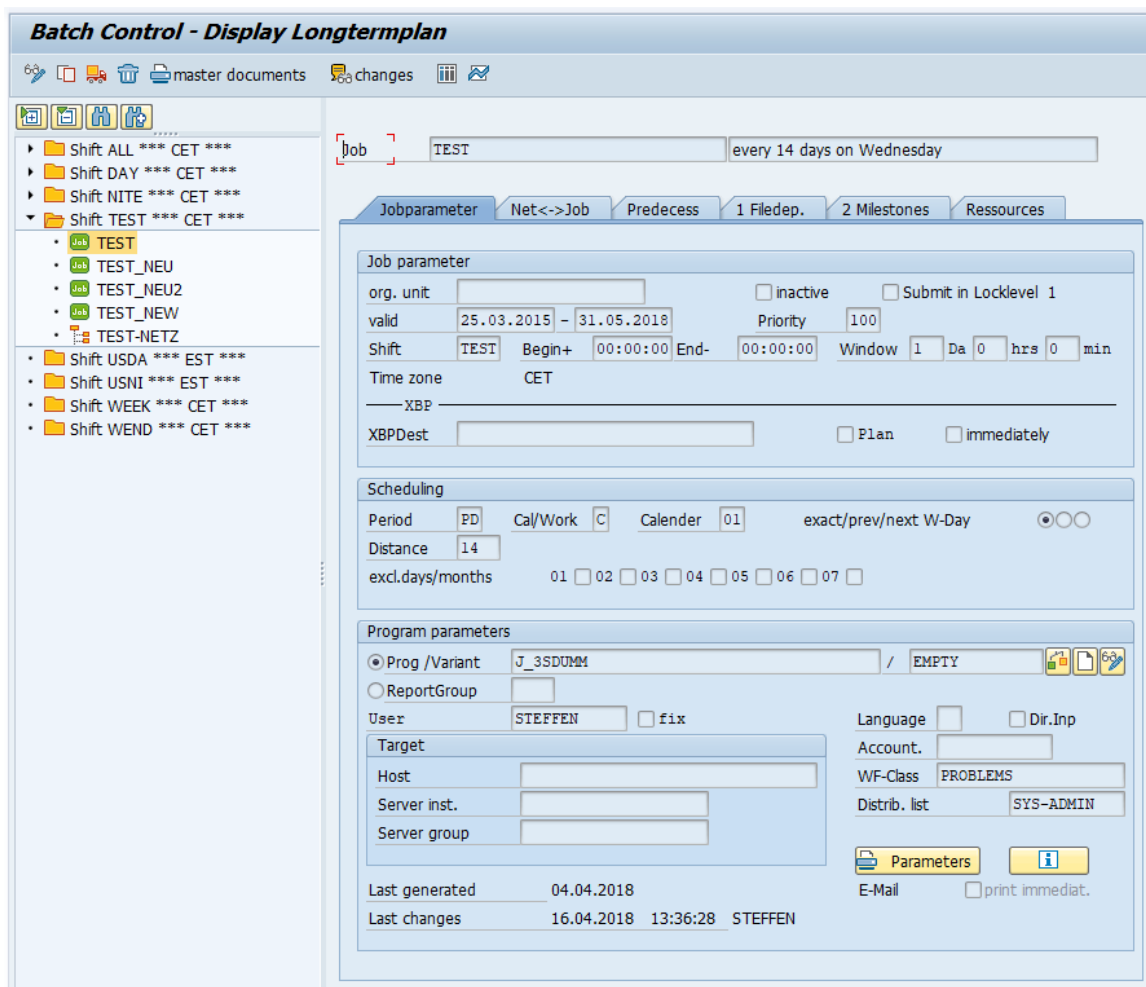 Batch Control - Display Longtermplan
master documents changes
Shift ALL *** CET ***
Shift DAY *** CET ***
Shift NITE *** CET ***
Shift TEST *** CET ***
Job TEST
Job TEST_NEU
Job TEST_NEU2
Job TEST_NEW
TEST-NETZ
Shift USDA *** EST ***
Shift USNI *** EST ***
Shift WEEK *** CET ***
Shift WEND *** CET ***
Job TEST every 14 days on Wednesday
Jobparameter Net<->Job Predecess 1 Filedep. 2 Milestones Ressources
Job parameter
org. unit inactive Submit in Locklevel 1
valid 25.03.2015 - 31.05.2018 Priority 100
Shift TEST Begin+ 00:00:00 End- 00:00:00 Window 1 Da 0 hrs 0 min
Time zone CET
XBP
XBPDest Plan immediately
Scheduling
Period PD Cal/Work C Calender 01 exact/prev/next W-Day
Distance 14
excl.days/months 01 02 03 04 05 06 07
Program parameters
Prog /Variant J_3SDUMM / EMPTY
ReportGroup
User STEFFEN fix Language Dir.Inp
Target Account.
Host WF-Class PROBLEMS
Server inst. Distrib. list SYS-ADMIN
Server group
Parameters
Last generated 04.04.2018 E-Mail print immediat.
Last changes 16.04.2018 13:36:28 STEFFEN